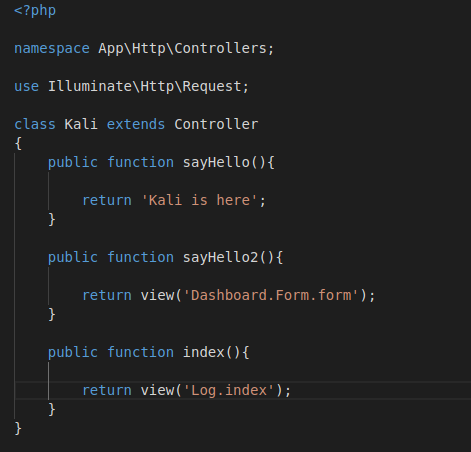 <?php
namespace App\Http\Controllers;
use Illuminate\Http\Request;
class Kali extends Controller
{
public function sayHello(){
return 'Kali is here';
}
public function sayHello2(){
return view('Dashboard.Form.form');
}
public function index(){
return view('Log.index');
}
}